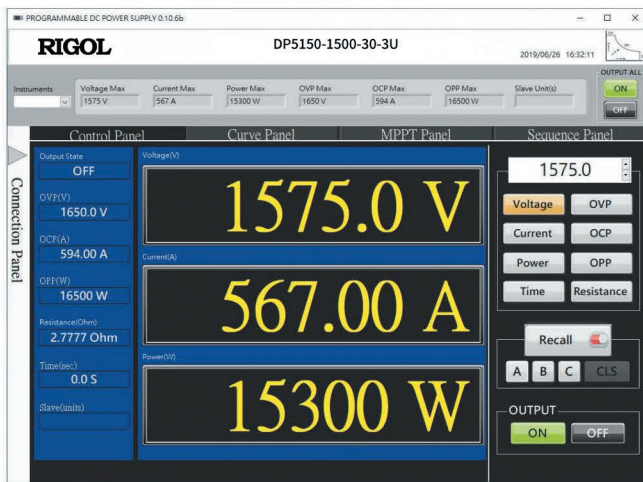 PROGRAMMABLE DC POWER SUPPLY 0.10.6b
RIGOL
DP5150-1500-30-3U
2019/06/26 16:32:11
Instruments
Voltage Max
1575 V
Current Max
567 A
Power Max
15300 W
OVP Max
1650 V
OCP Max
594 A
OPP Max
16500 W
Slave Unit(s)
OUTPUT ALL
ON
OFF
Control Panel
Curve Panel
MPPT Panel
Sequence Panel
Connection Panel
Output State
OFF
OVP(V)
1650.0 V
OCP(A)
594.00 A
OPP(W)
16500 W
Resistance(Ohm)
2.7777 Ohm
Time(sec)
0.0 S
Slave(units)
Voltage(V)
1575.0 V
Current(A)
567.00 A
Power(W)
15300 W
1575.0
Voltage OVP
Current OCP
Power OPP
Time Resistance
Recall
A B C CLS
OUTPUT
ON OFF